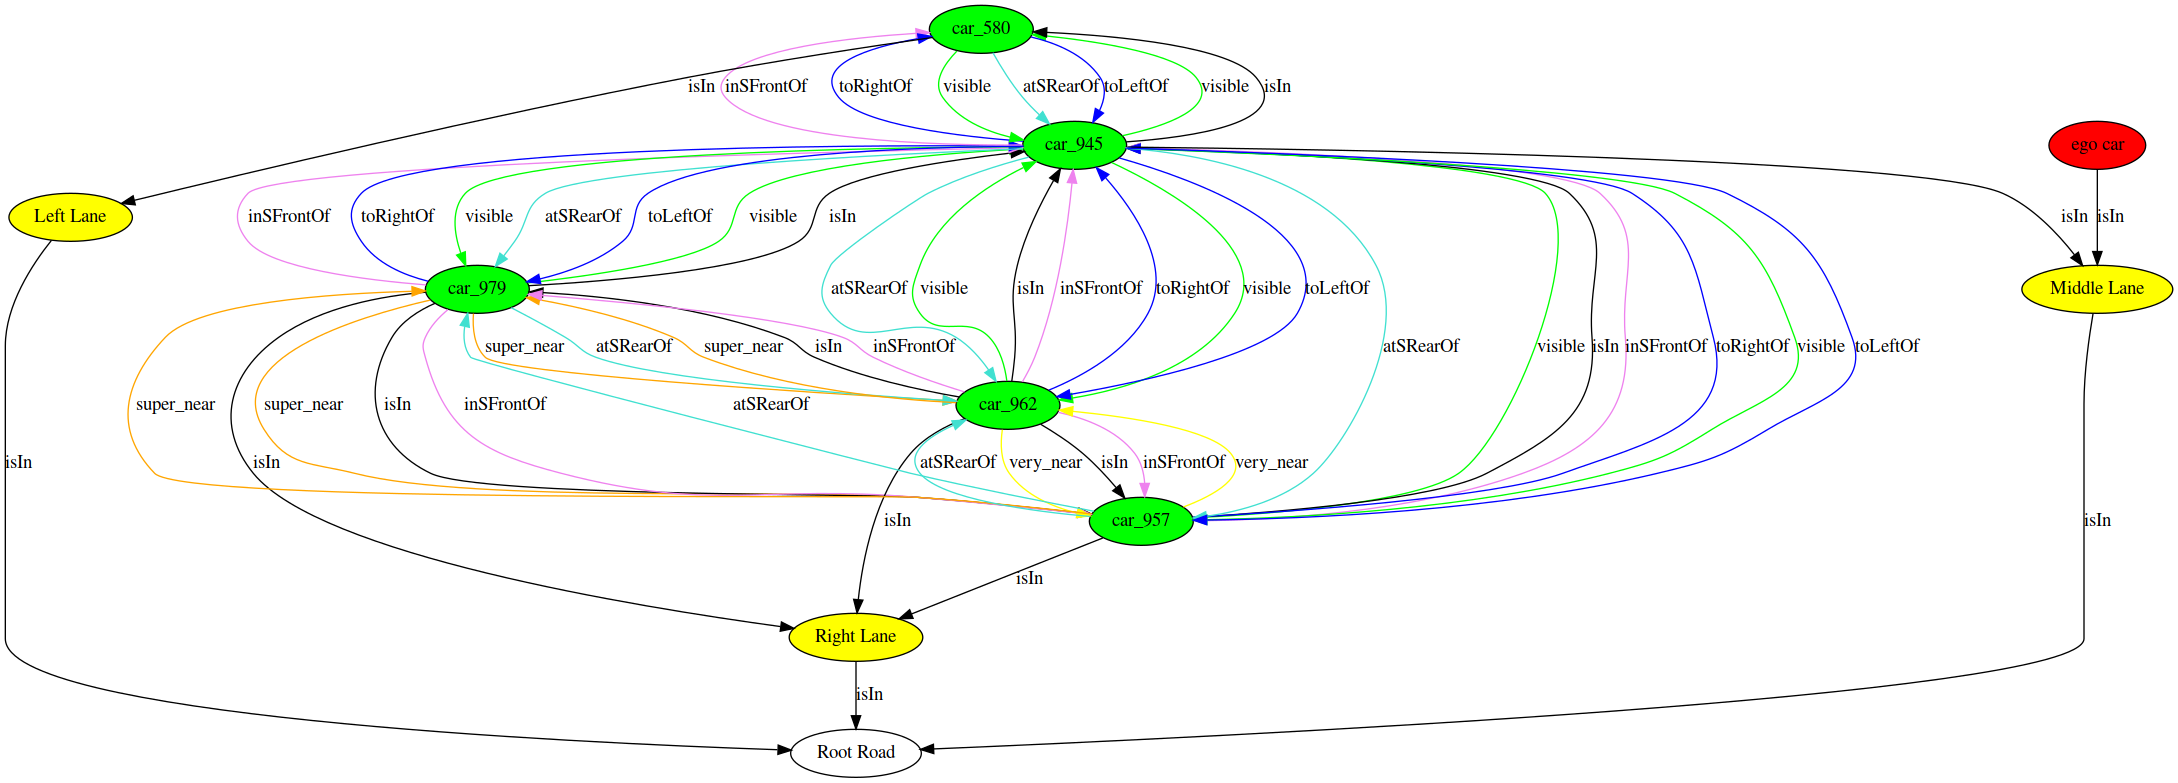 car_580
isIn inSFrontOf toRightOf visible atSRearOf toLeftOf visible isIn
car_945 ego car
Left Lane inSFrontOf toRightOf visible atSRearOf toLeftOf visible isIn isIn isIn
car_979 atSRearOf visible isIn inSFrontOf toRightOf visible toLeftOf Middle Lane
super_near atSRearOf super_near isIn inSFrontOf atSRearOf visible isIn inSFrontOf toRightOf visible toLeftOf
super_near super_near isIn inSFrontOf atSRearOf car_962
isIn isIn atSRearOf very_near isIn inSFrontOf very_near
isIn car_957 isIn
isIn
Right Lane
isIn
Root Road